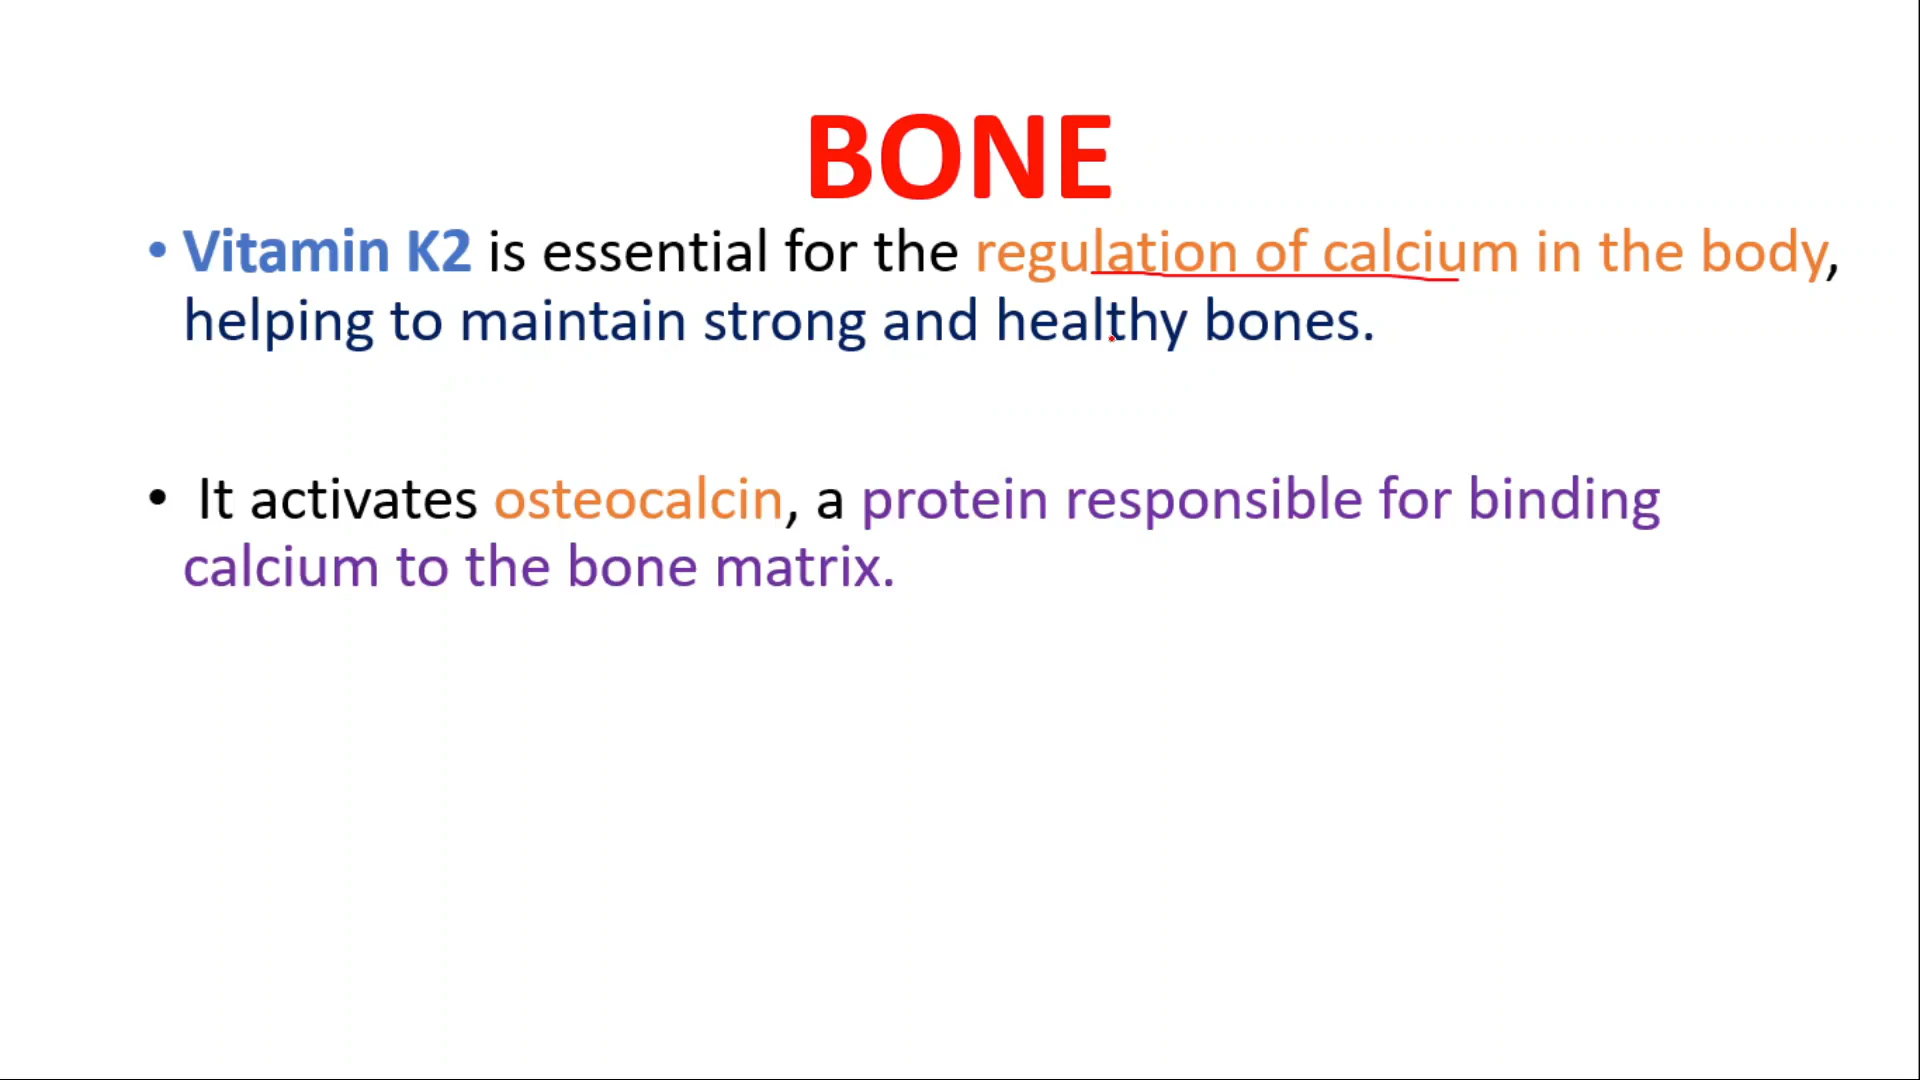 BONE
• Vitamin K2 is essential for the regulation of calcium in the body,
helping to maintain strong and healthy bones.
• It activates osteocalcin, a protein responsible for binding
calcium to the bone matrix.